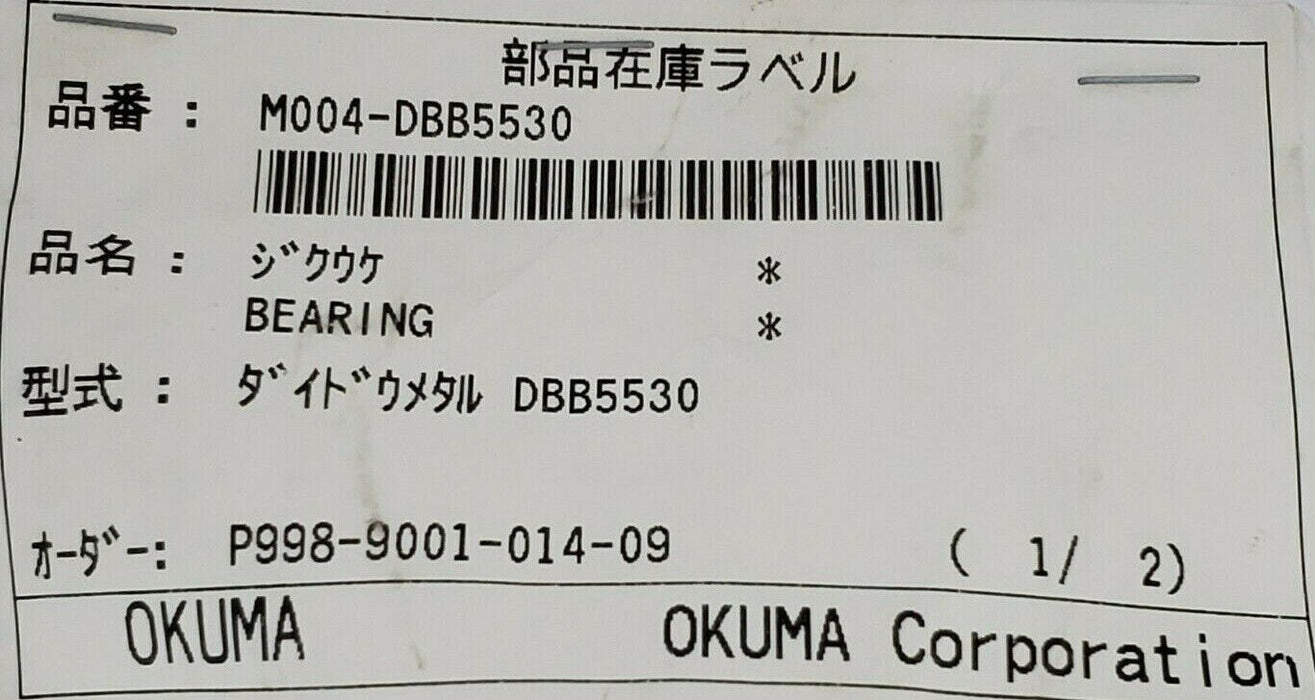 部品在庫ラベル
品番 : M004-DBB5530
品名 : ジクウケ *
BEARING *
型式 : ダイドウメタル DBB5530
オーダー: P998-9001-014-09 ( 1/ 2)
OKUMA OKUMA Corporation